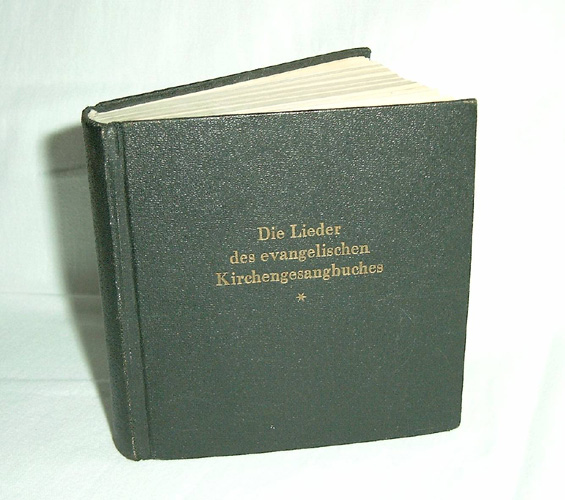 Die Lieder
des evangelischen
Kirchengesangbuches
*